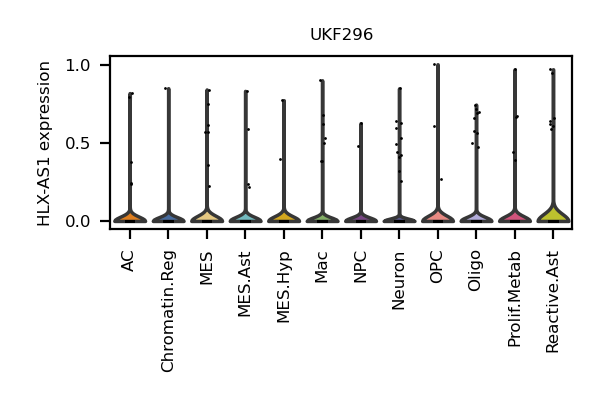 UKF296
HLX-AS1 expression
1.0
0.5
0.0
AC
Chromatin.Reg
MES
MES.Ast
MES.Hyp
Mac
NPC
Neuron
OPC
Oligo
Prolif.Metab
Reactive.Ast